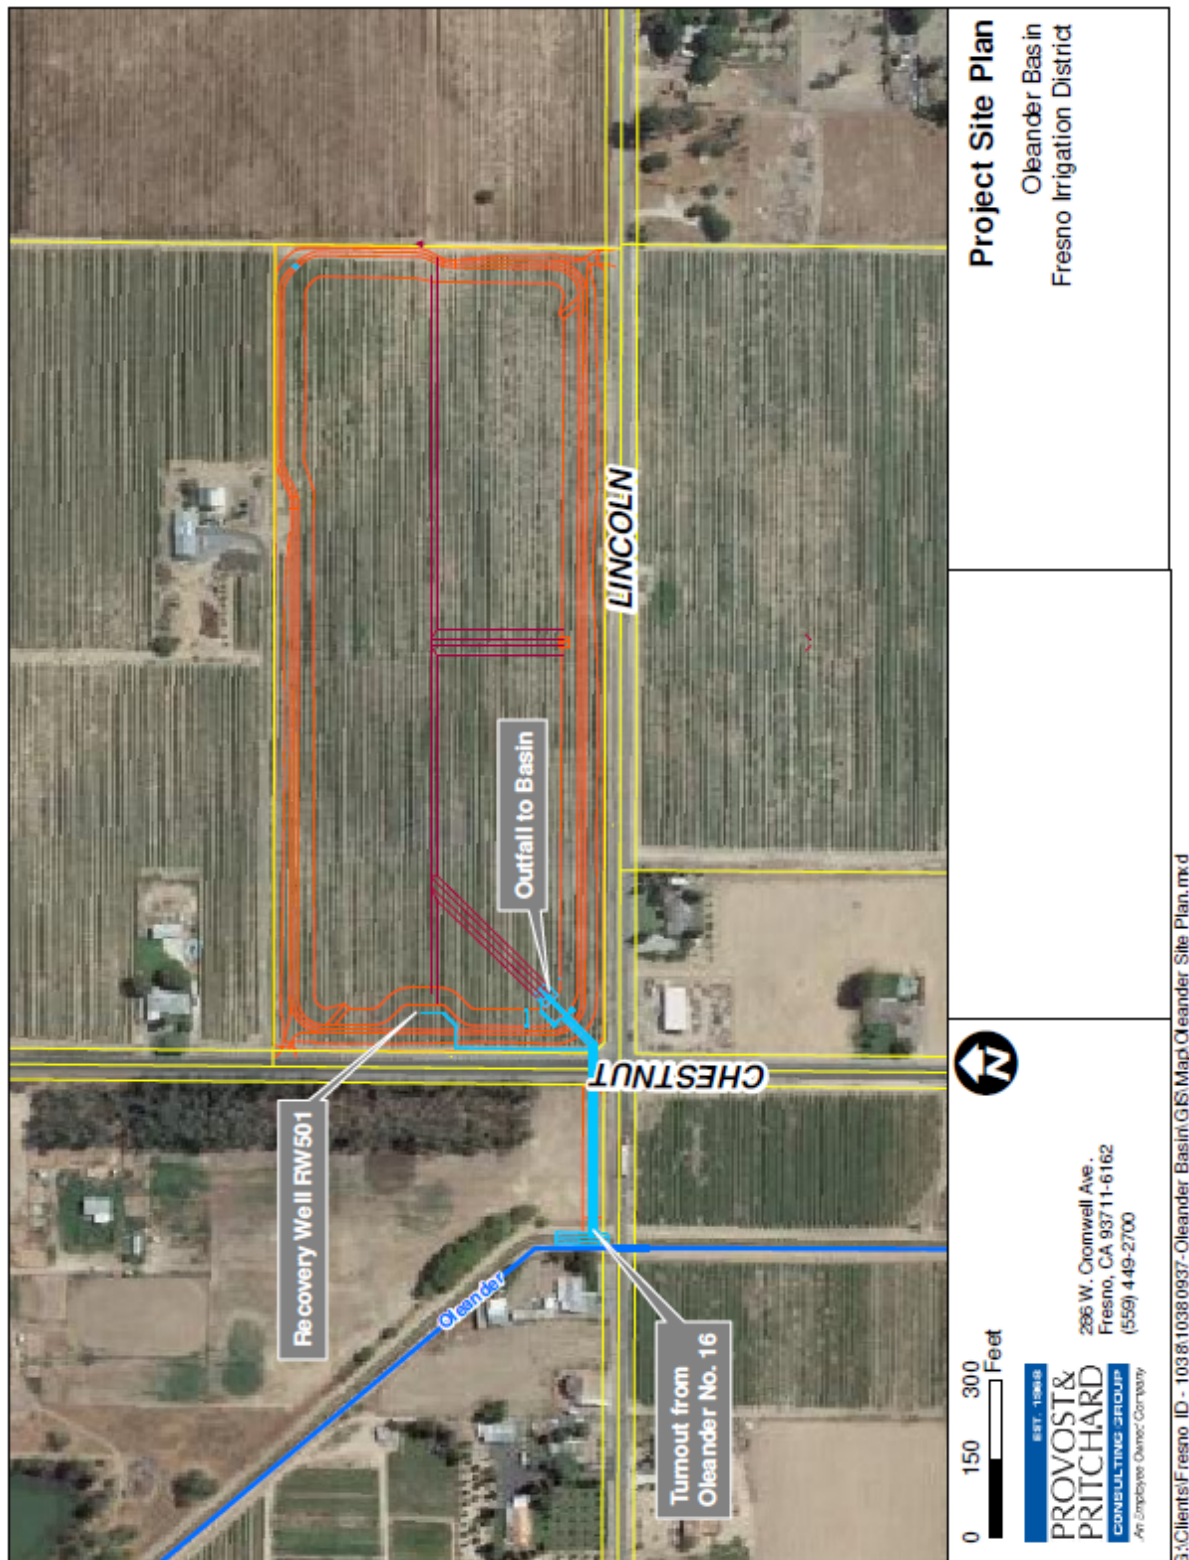 Recovery Well RW501
Outfall to Basin
Turnout from
Oleander No. 16
Oleander
CHESTNUT
LINCOLN
0 150 300
Feet
EST. 1968
PROVOST&
PRITCHARD
CONSULTING GROUP
An Employee Owned Company
286 W. Cromwell Ave.
Fresno, CA 93711-6162
(559) 449-2700
N
Project Site Plan
Oleander Basin
Fresno Irrigation District
G:\Clients\Fresno ID - 1038\10380937-Oleander Basin\GIS\Map\Oleander Site Plan.mxd